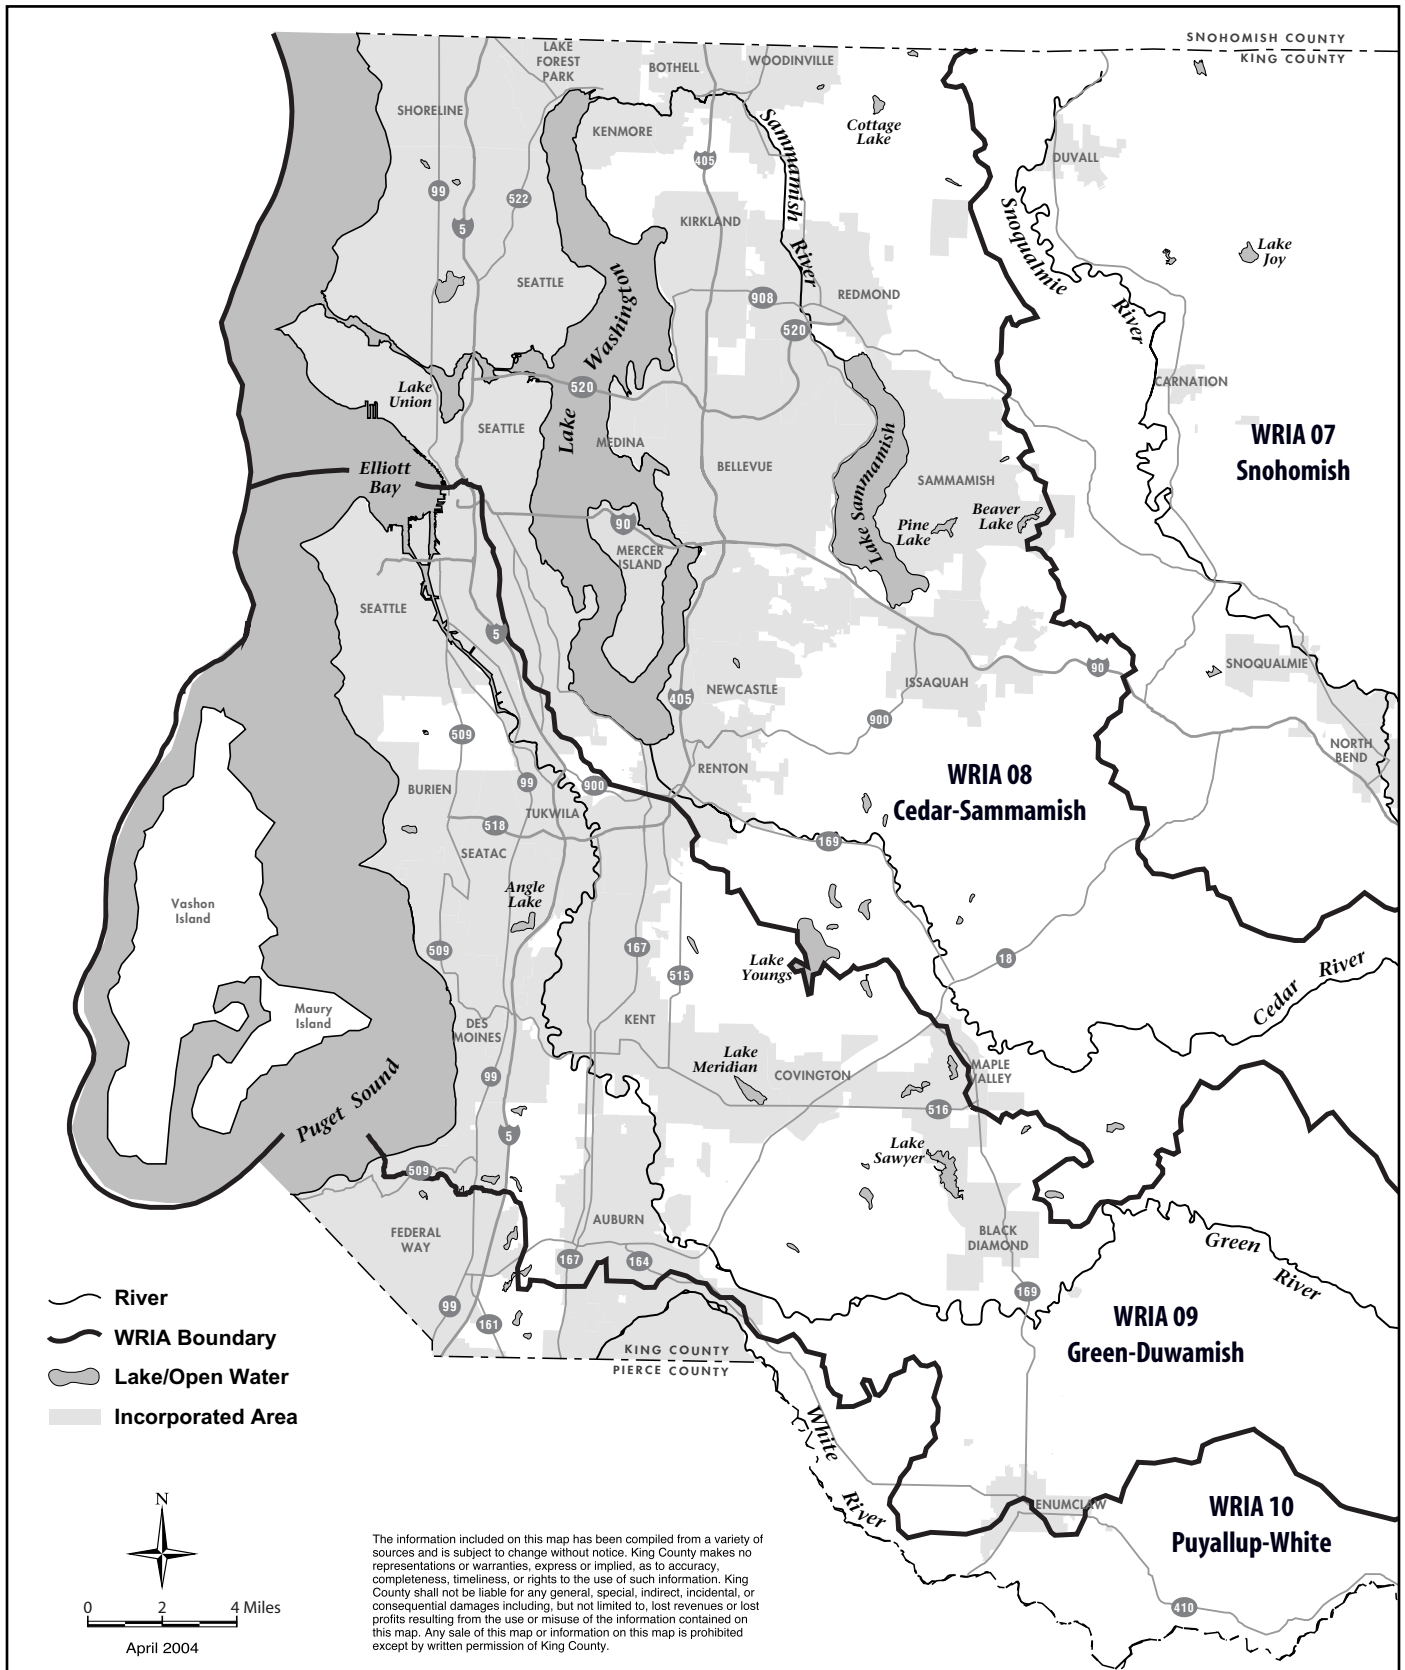 SNOHOMISH COUNTY
KING COUNTY
LAKE
FOREST
PARK
BOTHELL
WOODINVILLE
SHORELINE
KENMORE
Cottage
Lake
Sammamish
River
DUVALL
405
99
522
5
KIRKLAND
Snoqualmie
River
Lake
Joy
SEATTLE
908
REDMOND
520
Lake Washington
Lake
Union
520
CARNATION
SEATTLE
MEDINA
BELLEVUE
Lake Sammamish
SAMMAMISH
WRIA 07
Snohomish
Elliott
Bay
Pine
Lake
Beaver
Lake
90
MERCER
ISLAND
SEATTLE
5
SNOQUALMIE
90
ISSAQUAH
NEWCASTLE
405
900
509
NORTH
BEND
RENTON
WRIA 08
Cedar-Sammamish
BURIEN
99
900
TUKWILA
518
169
SEATAC
Angle
Lake
Vashon
Island
509
167
515
Lake
Youngs
18
Cedar River
Maury
Island
DES
MOINES
KENT
Lake
Meridian
COVINGTON
MAPLE
VALLEY
99
516
Puget Sound
5
Lake
Sawyer
509
FEDERAL
WAY
AUBURN
BLACK
DIAMOND
Green
River
167
164
169
99
161
WRIA 09
Green-Duwamish
KING COUNTY
PIERCE COUNTY
River
WRIA Boundary
Lake/Open Water
Incorporated Area
White
River
ENUMCLAW
WRIA 10
Puyallup-White
410
N
0 2 4 Miles
April 2004
The information included on this map has been compiled from a variety of
sources and is subject to change without notice. King County makes no
representations or warranties, express or implied, as to accuracy,
completeness, timeliness, or rights to the use of such information. King
County shall not be liable for any general, special, indirect, incidental, or
consequential damages including, but not limited to, lost revenues or lost
profits resulting from the use or misuse of the information contained on
this map. Any sale of this map or information on this map is prohibited
except by written permission of King County.